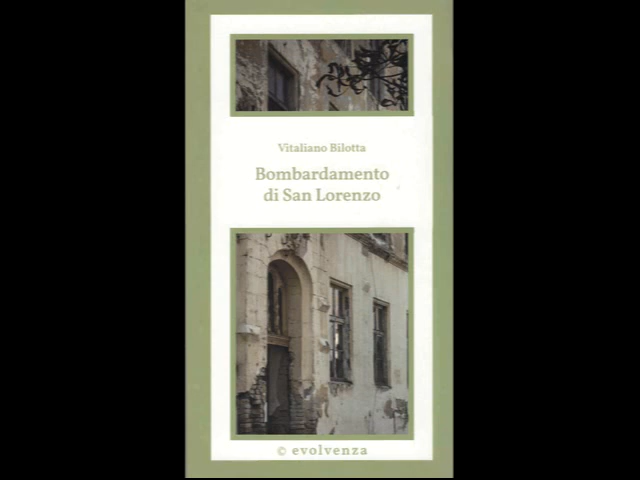 Vitaliano Bilotta
Bombardamento
di San Lorenzo
© evolvenza